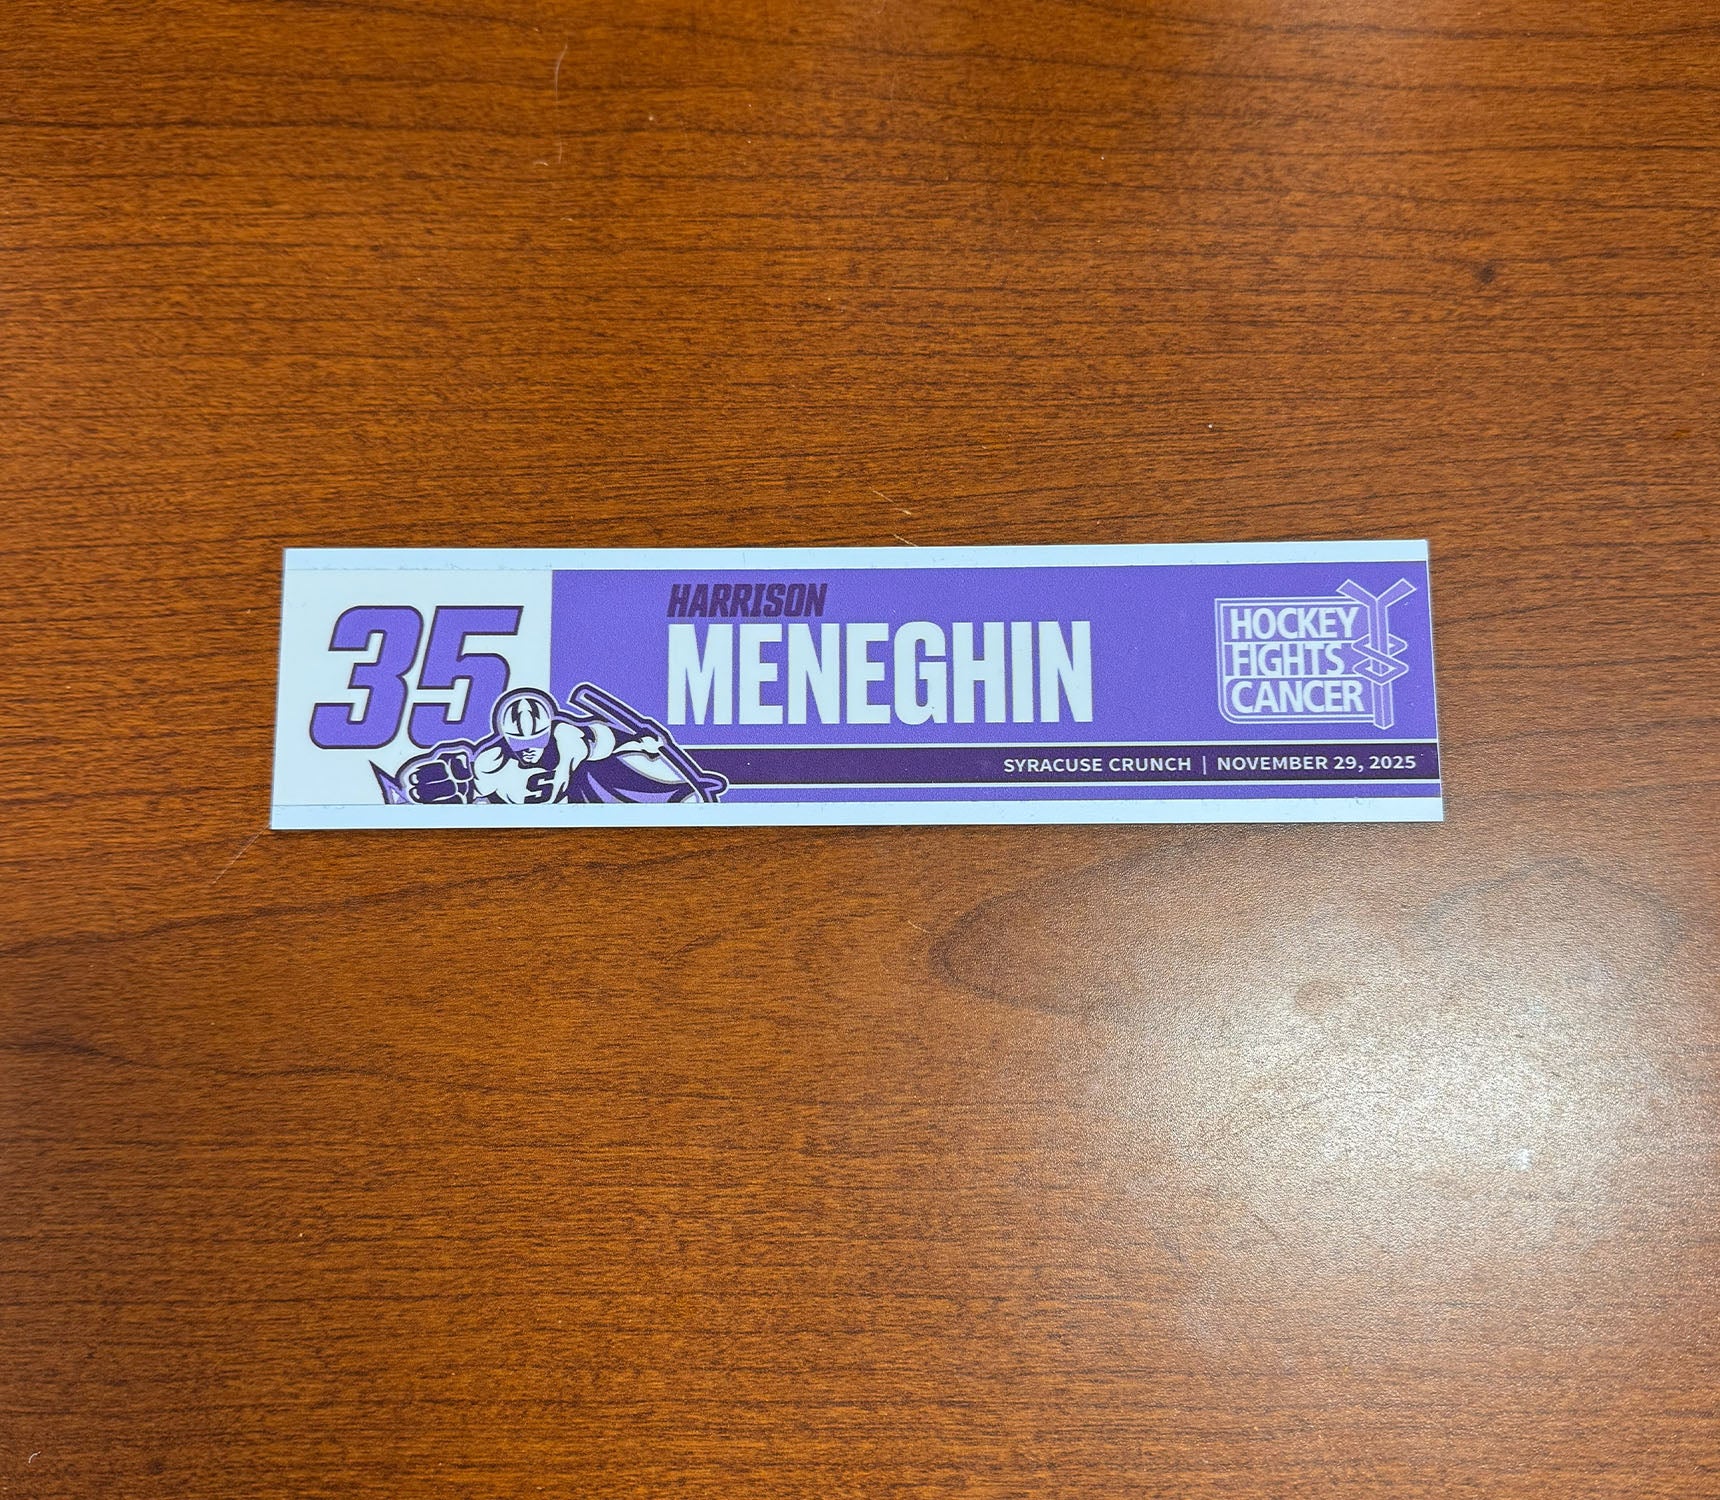 35
HARRISON
MENEGHIN
HOCKEY
FIGHTS
CANCER
S
SYRACUSE CRUNCH | NOVEMBER 29, 2025